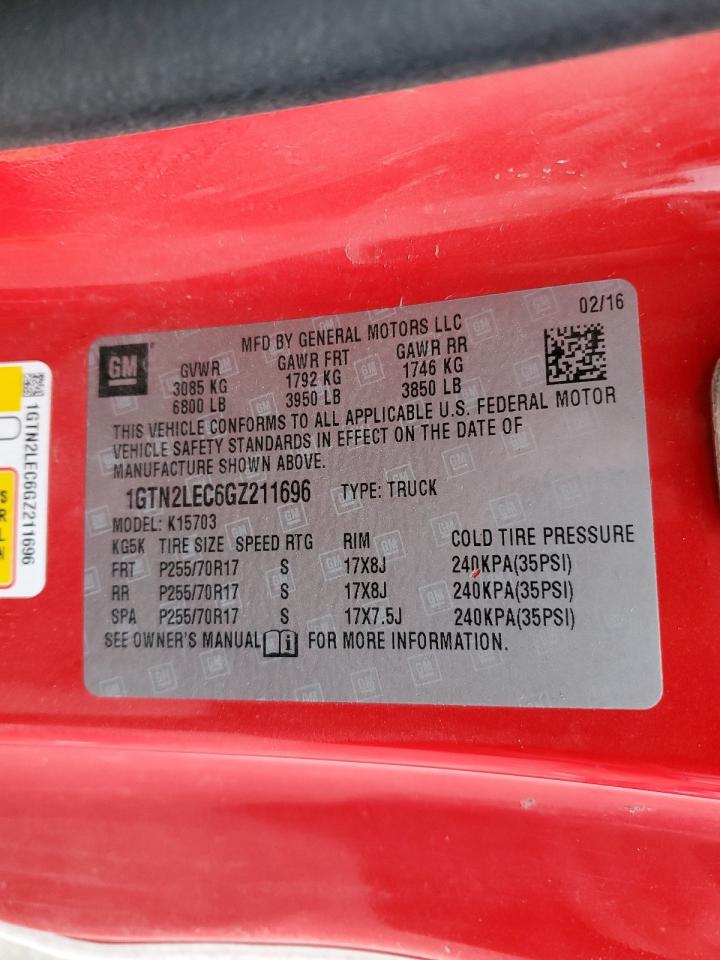 02/16
MFD BY GENERAL MOTORS LLC
GM
GVWR GAWR FRT GAWR RR
3085 KG 1792 KG 1746 KG
6800 LB 3950 LB 3850 LB
THIS VEHICLE CONFORMS TO ALL APPLICABLE U.S. FEDERAL MOTOR
VEHICLE SAFETY STANDARDS IN EFFECT ON THE DATE OF
MANUFACTURE SHOWN ABOVE.
1GTN2LEC6GZ211696 TYPE: TRUCK
MODEL: K15703
KG5K TIRE SIZE SPEED RTG RIM COLD TIRE PRESSURE
FRT P255/70R17 S 17X8J 240KPA(35PSI)
RR P255/70R17 S 17X8J 240KPA(35PSI)
SPA P255/70R17 S 17X7.5J 240KPA(35PSI)
SEE OWNER'S MANUAL FOR MORE INFORMATION.
1GTN2LEC6GZ211696